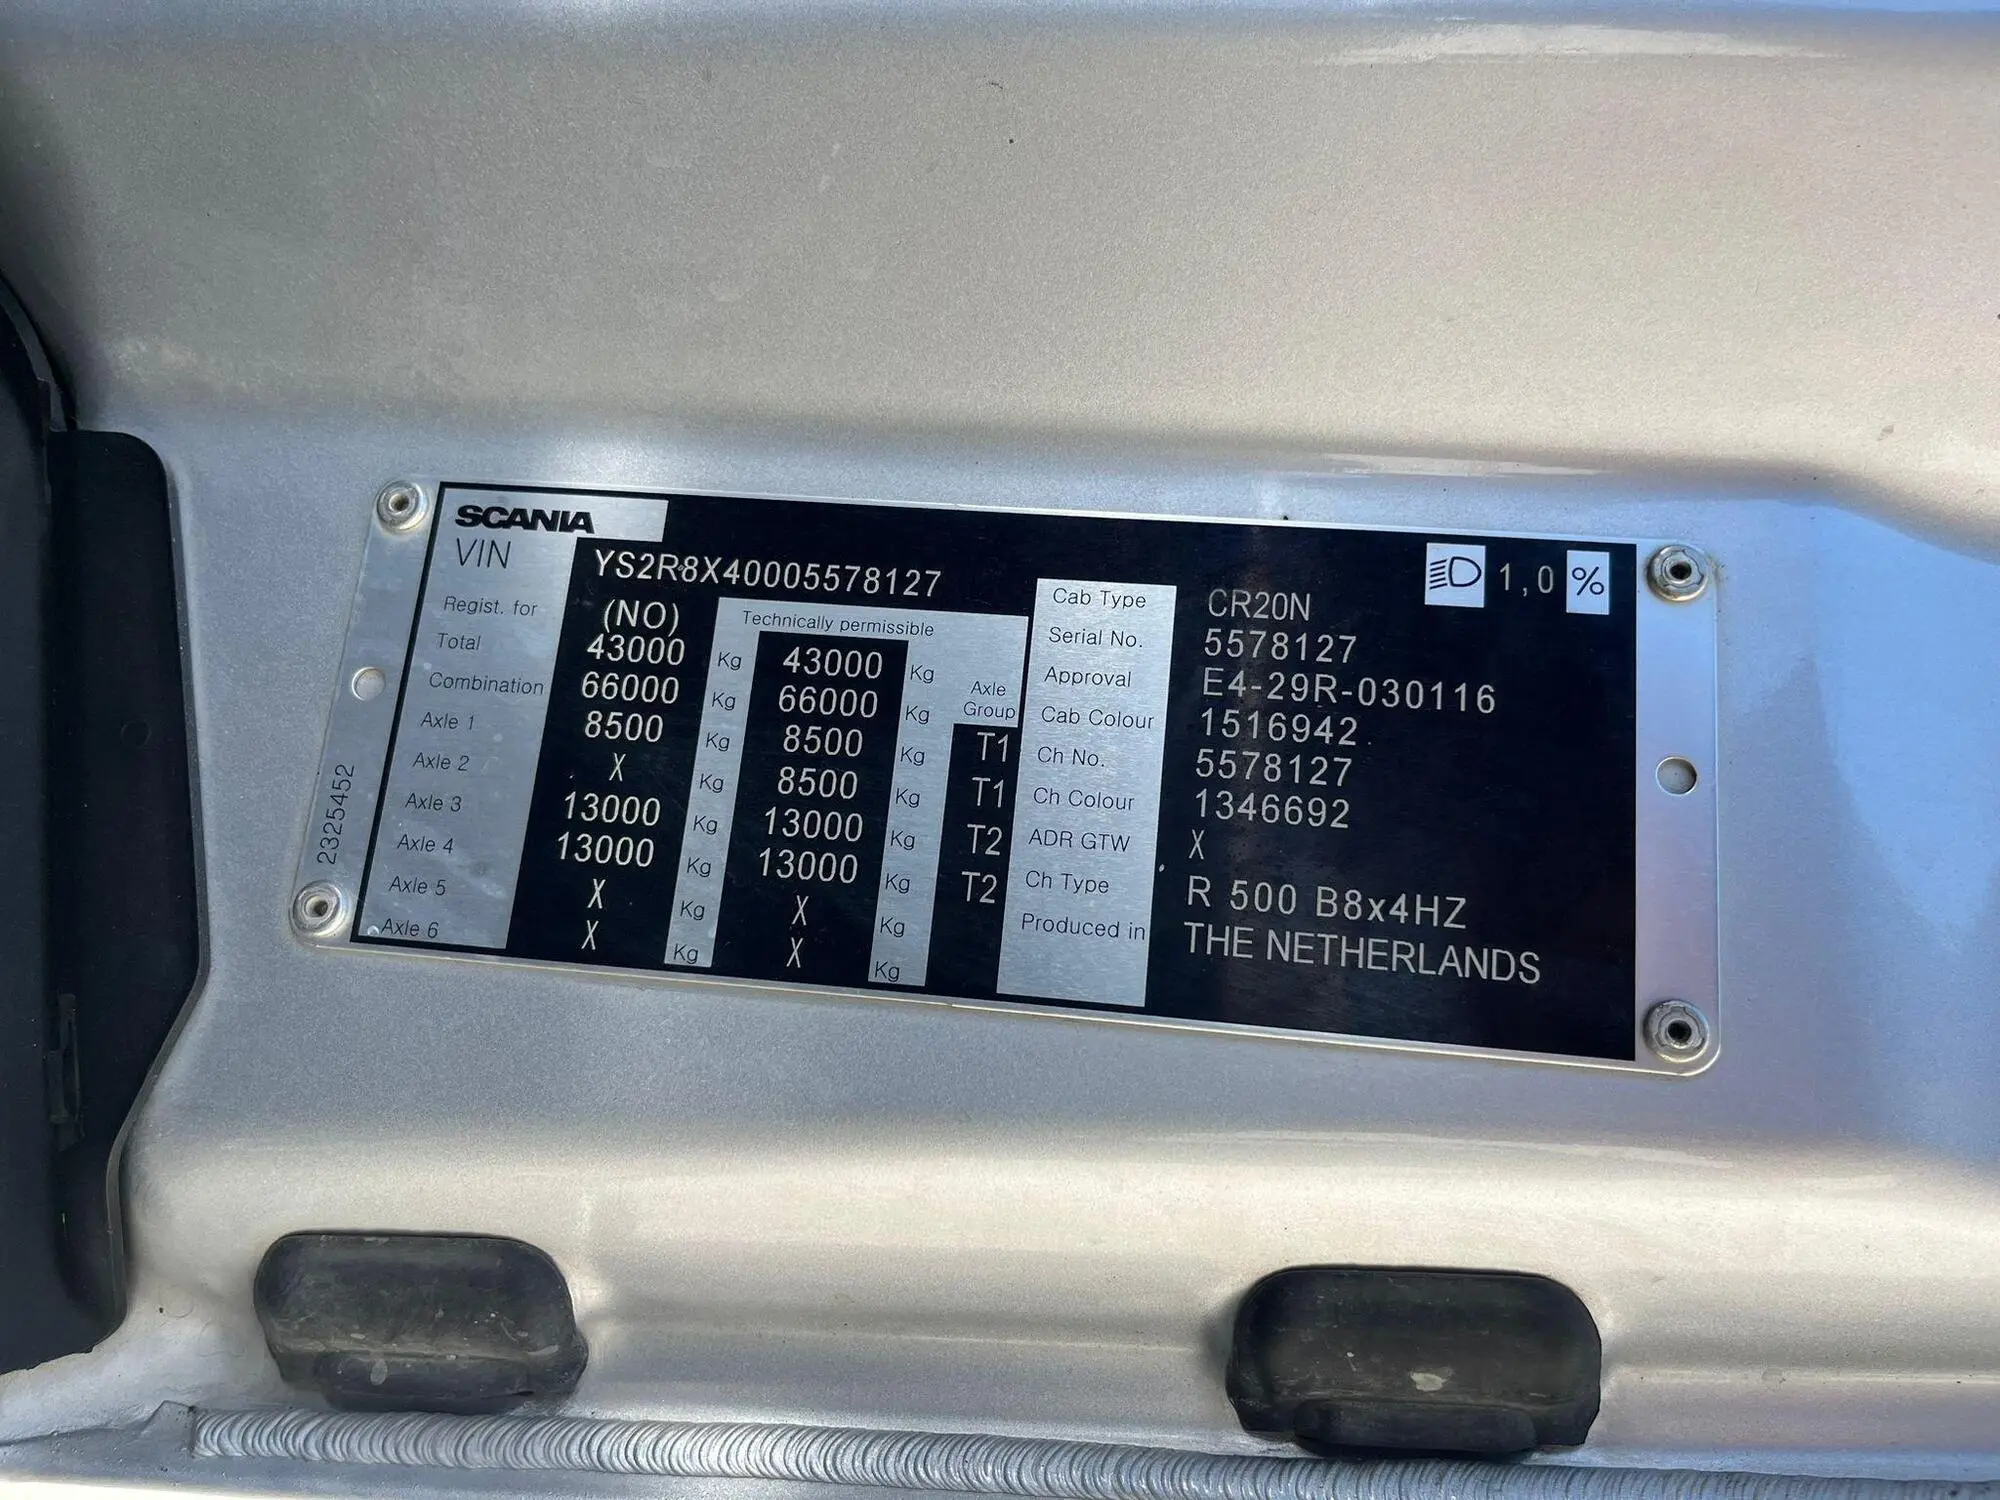 SCANIA
VIN YS2R8X40005578127
Regist. for (NO) Technically permissible
Total 43000 Kg 43000 Kg
Combination 66000 Kg 66000 Kg Axle Group
Axle 1 8500 Kg 8500 Kg T1
Axle 2 X Kg 8500 Kg T1
Axle 3 13000 Kg 13000 Kg T2
Axle 4 13000 Kg 13000 Kg T2
Axle 5 X Kg X Kg
Axle 6 X Kg X Kg
2325452
1,0 %
Cab Type CR20N
Serial No. 5578127
Approval E4-29R-030116
Cab Colour 1516942
Ch No. 5578127
Ch Colour 1346692
ADR GTW X
Ch Type R 500 B8x4HZ
Produced in THE NETHERLANDS